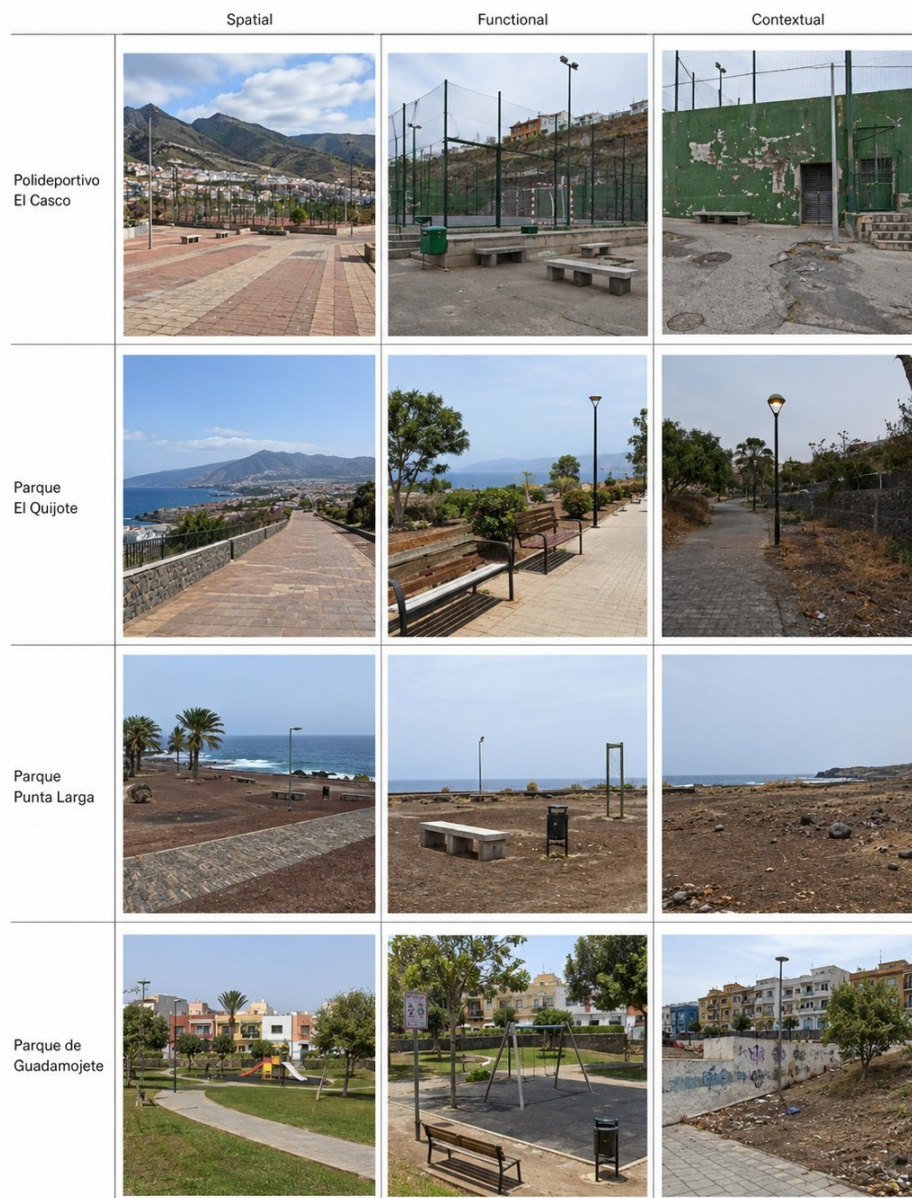 Spatial
Functional
Contextual
Polideportivo
El Casco
Parque
El Quijote
Parque
Punta Larga
Parque de
Guadamojete